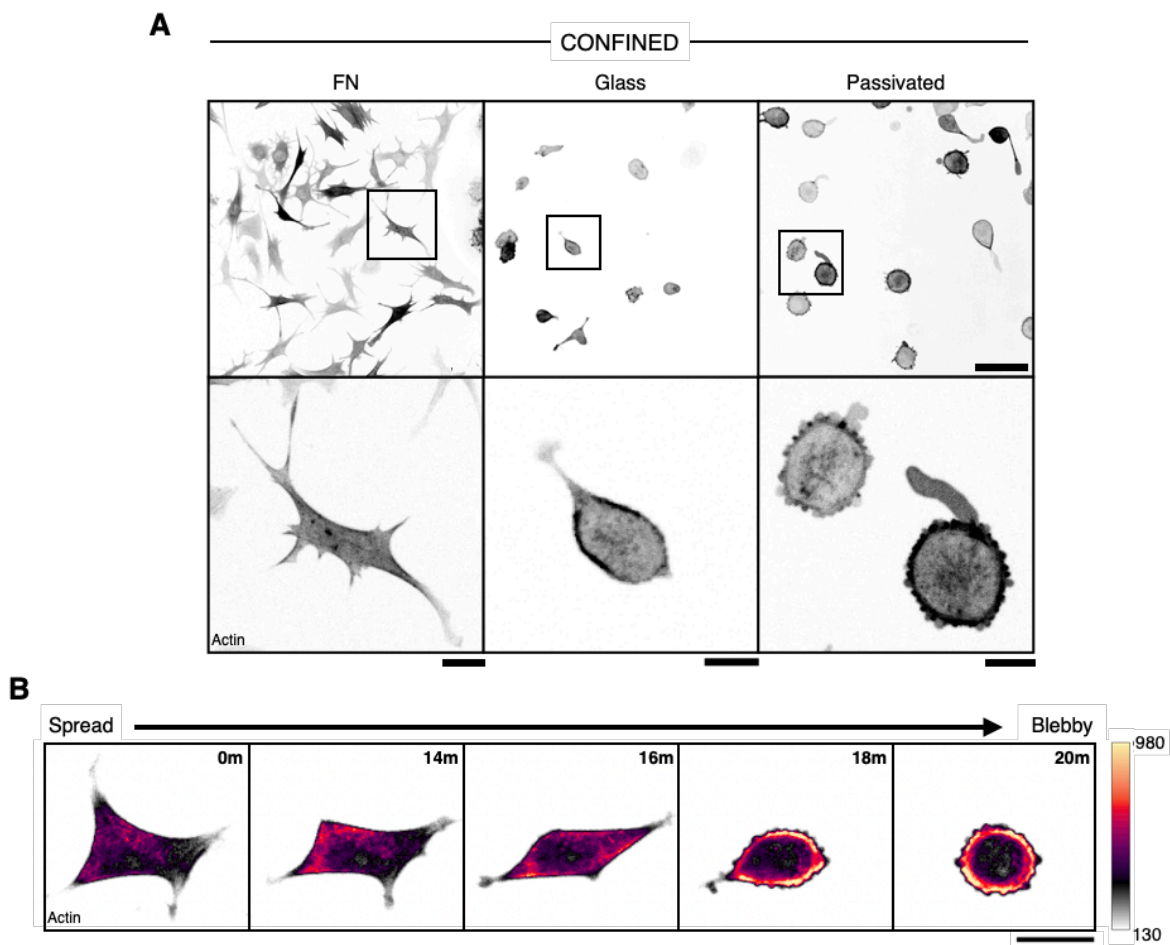 A
CONFINED
FN Glass Passivated
Actin
B
Spread Blebby
0m 14m 16m 18m 20m
980
Actin
130